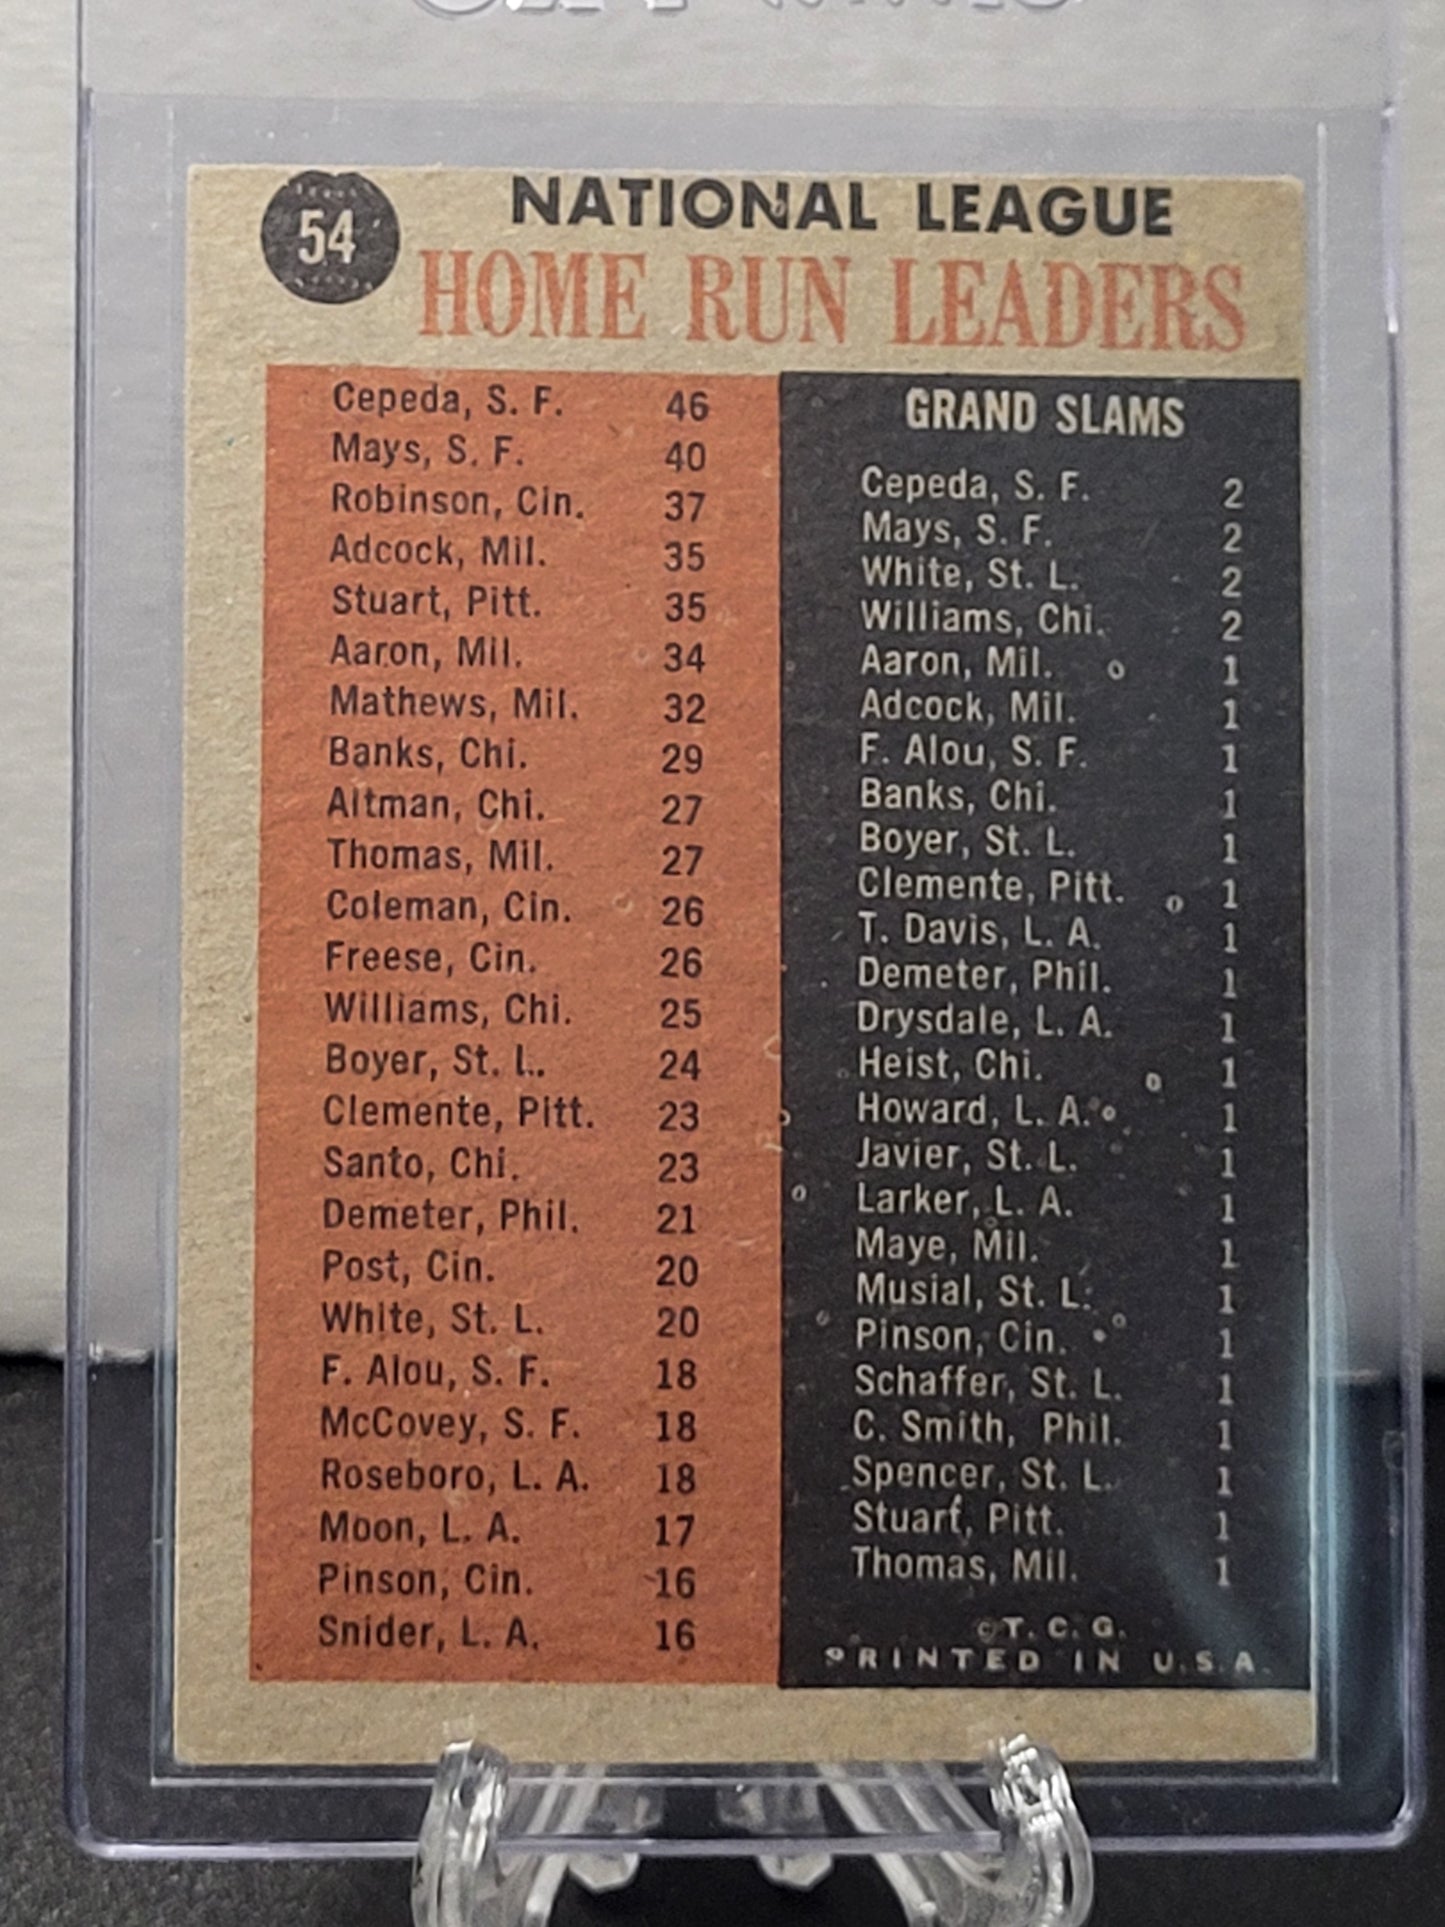 54
NATIONAL LEAGUE
HOME RUN LEADERS
Cepeda, S. F. 46
Mays, S. F. 40
Robinson, Cin. 37
Adcock, Mil. 35
Stuart, Pitt. 35
Aaron, Mil. 34
Mathews, Mil. 32
Banks, Chi. 29
Altman, Chi. 27
Thomas, Mil. 27
Coleman, Cin. 26
Freese, Cin. 26
Williams, Chi. 25
Boyer, St. L. 24
Clemente, Pitt. 23
Santo, Chi. 23
Demeter, Phil. 21
Post, Cin. 20
White, St. L. 20
F. Alou, S. F. 18
McCovey, S. F. 18
Roseboro, L. A. 18
Moon, L. A. 17
Pinson, Cin. 16
Snider, L. A. 16
GRAND SLAMS
Cepeda, S. F. 2
Mays, S. F. 2
White, St. L. 2
Williams, Chi. 2
Aaron, Mil. 1
Adcock, Mil. 1
F. Alou, S. F. 1
Banks, Chi. 1
Boyer, St. L. 1
Clemente, Pitt. 1
T. Davis, L. A. 1
Demeter, Phil. 1
Drysdale, L. A. 1
Heist, Chi. 1
Howard, L. A. 1
Javier, St. L. 1
Larker, L. A. 1
Maye, Mil. 1
Musial, St. L. 1
Pinson, Cin. 1
Schaffer, St. L. 1
C. Smith, Phil. 1
Spencer, St. L. 1
Stuart, Pitt. 1
Thomas, Mil. 1
©T. C. G.
PRINTED IN U.S.A.